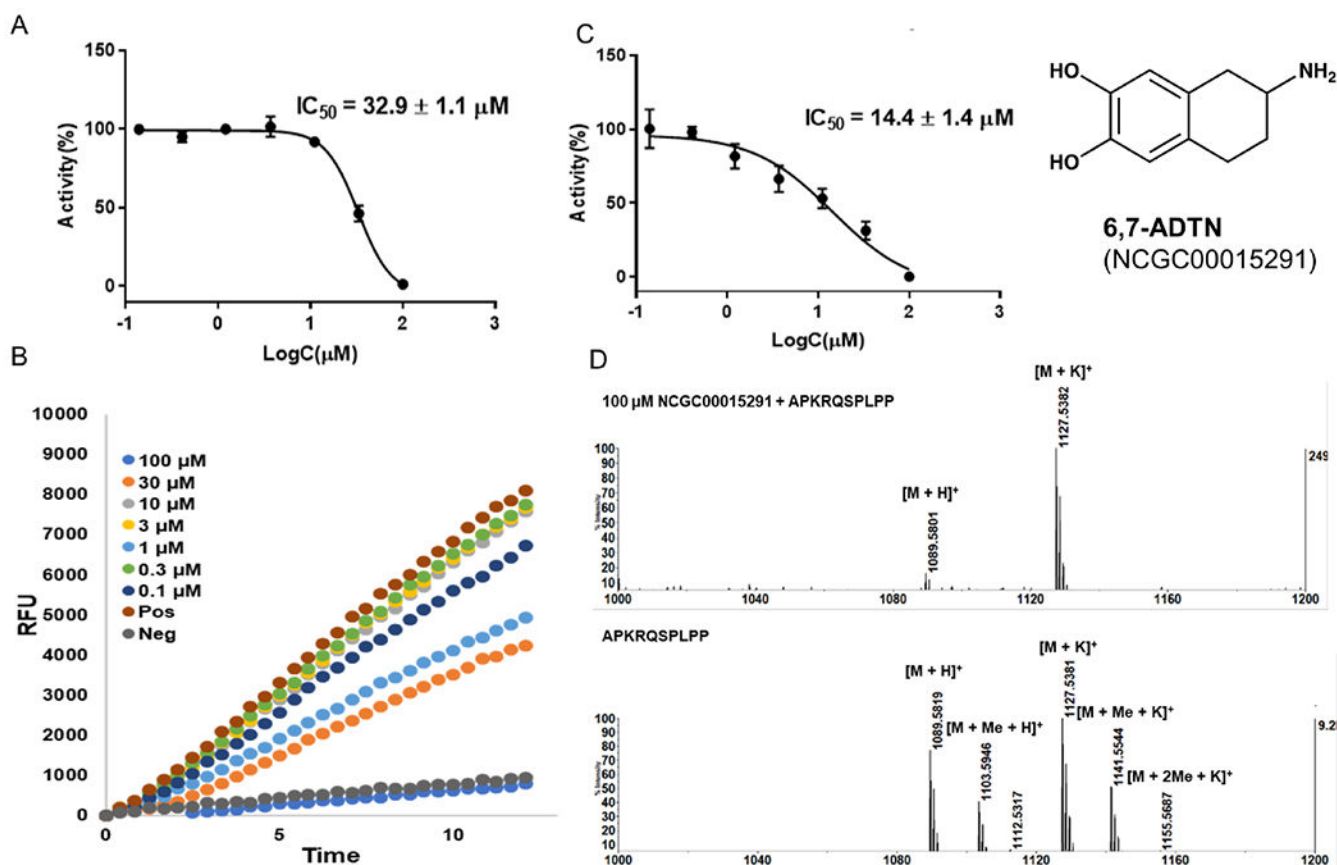 A
150
100
50
0
Activity(%)
IC50 = 32.9 ± 1.1 μM
-1 0 1 2 3
LogC(μM)
C
150
100
50
0
Activity(%)
IC50 = 14.4 ± 1.4 μM
-1 0 1 2 3
LogC(μM)
HO
HO
NH2
6,7-ADTN
(NCGC00015291)
B
10000
9000
8000
7000
6000
5000
4000
3000
2000
1000
0
RFU
100 μM
30 μM
10 μM
3 μM
1 μM
0.3 μM
0.1 μM
Pos
Neg
0 5 10
Time
D
100 μM NCGC00015291 + APKRQSPLPP
[M + H]+
1089.5801
[M + K]+
1127.5382
249
100
90
80
70
60
50
40
30
20
10
% Intensity
1000 1040 1080 1120 1160 1200
APKRQSPLPP
[M + H]+
1089.5819
[M + Me + H]+
1103.5946
1112.5317
[M + K]+
1127.5381
[M + Me + K]+
1141.5544
[M + 2Me + K]+
1155.5687
100
90
80
70
60
50
40
30
20
10
% Intensity
1000 1040 1080 1120 1160 1200